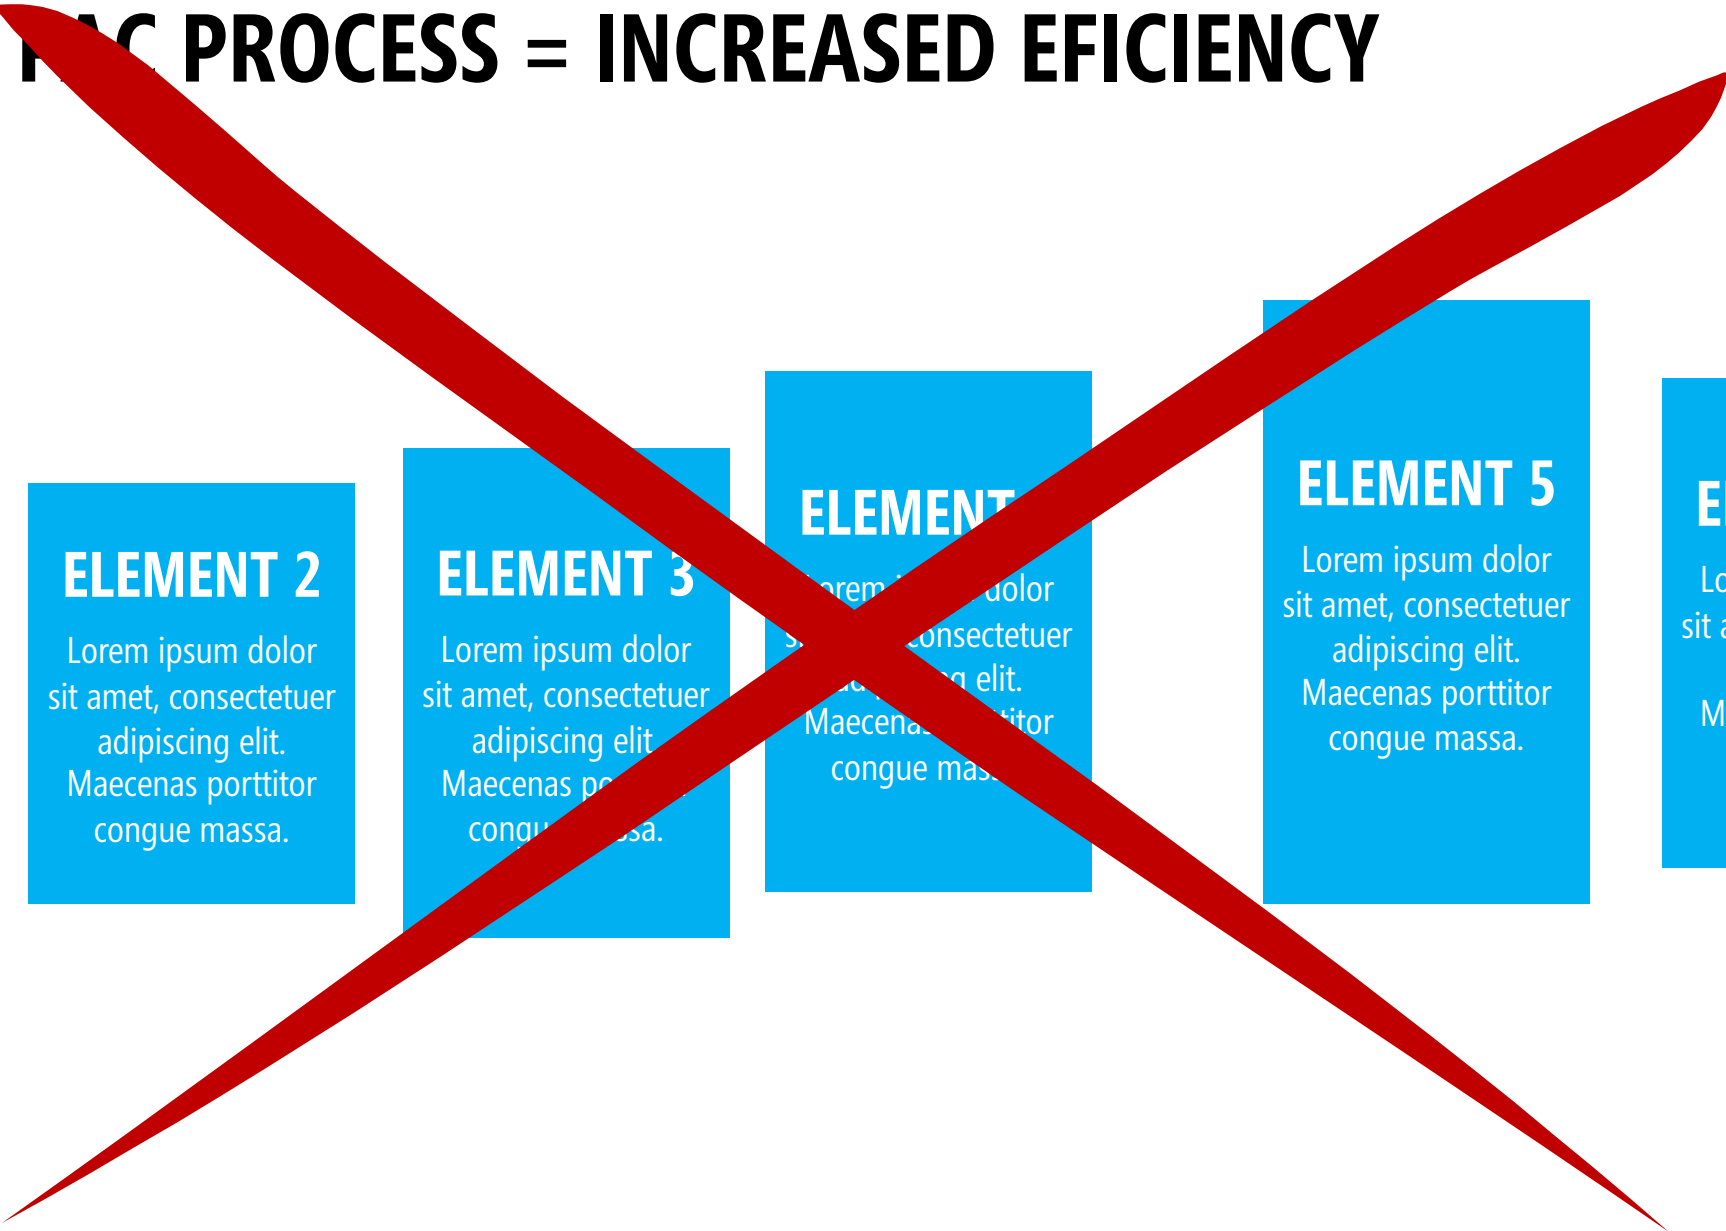 PROCESS = INCREASED EFICIENCY
ELEMENT 2
Lorem ipsum dolor
sit amet, consectetuer
adipiscing elit.
Maecenas porttitor
congue massa.
ELEMENT 3
Lorem ipsum dolor
sit amet, consectetuer
adipiscing elit
Maecenas
ELEMENT
dolor
consectetuer
elit.
congue
ELEMENT 5
Lorem ipsum dolor
sit amet, consectetuer
adipiscing elit.
Maecenas porttitor
congue massa.
sit